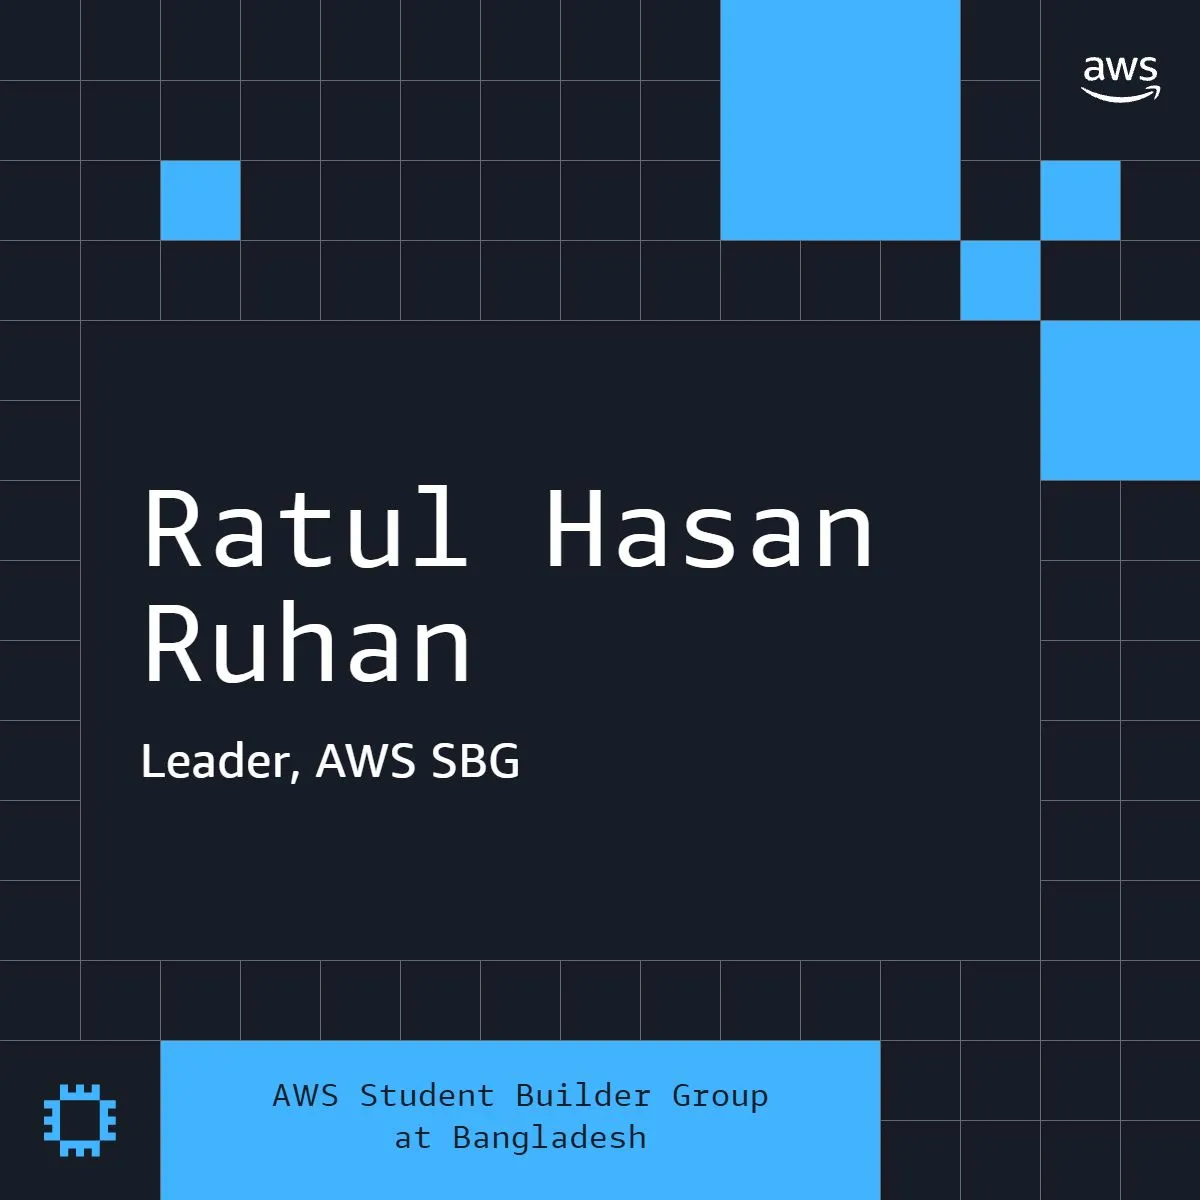 aws
Ratul Hasan
Ruhan
Leader, AWS SBG
AWS Student Builder Group
at Bangladesh